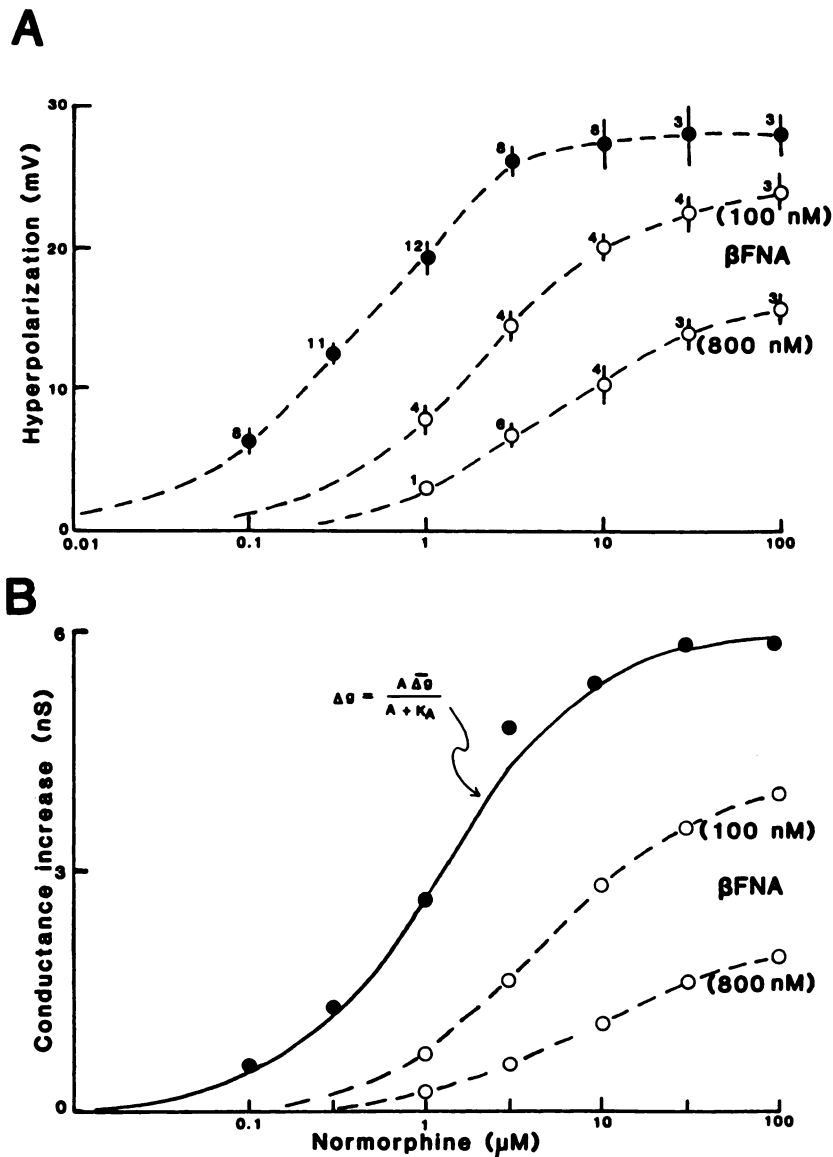 A
Hyperpolarization (mV)
30
20
10
0
8
11
12
8
8
3
3
4
4
4
4
3
(100 nM)
βFNA
1
6
4
3
3
(800 nM)
0.01
0.1
1
10
100
B
Conductance increase (nS)
6
3
0
Δg = A Δg̅ / A + KA
(100 nM)
βFNA
(800 nM)
0.1
1
10
100
Normorphine (μM)